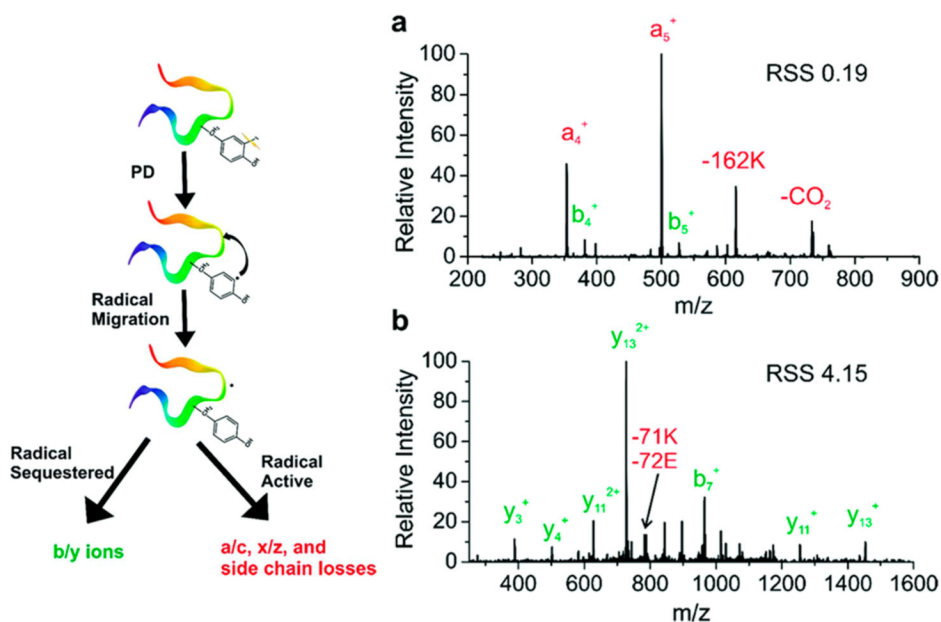 PD
Radical
Migration
Radical
Sequestered
Radical
Active
b/y ions
a/c, x/z, and
side chain losses
a
a₅⁺
RSS 0.19
100
80
60
40
20
0
a₄⁺
b₄⁺
b₅⁺
-162K
-CO₂
200 300 400 500 600 700 800 900
m/z
Relative Intensity
b
y₁₃²⁺
RSS 4.15
100
80
60
40
20
0
-71K
-72E
y₃⁺
y₄⁺
y₁₁²⁺
b₇⁺
y₁₁⁺
y₁₃⁺
400 600 800 1000 1200 1400 1600
m/z
Relative Intensity